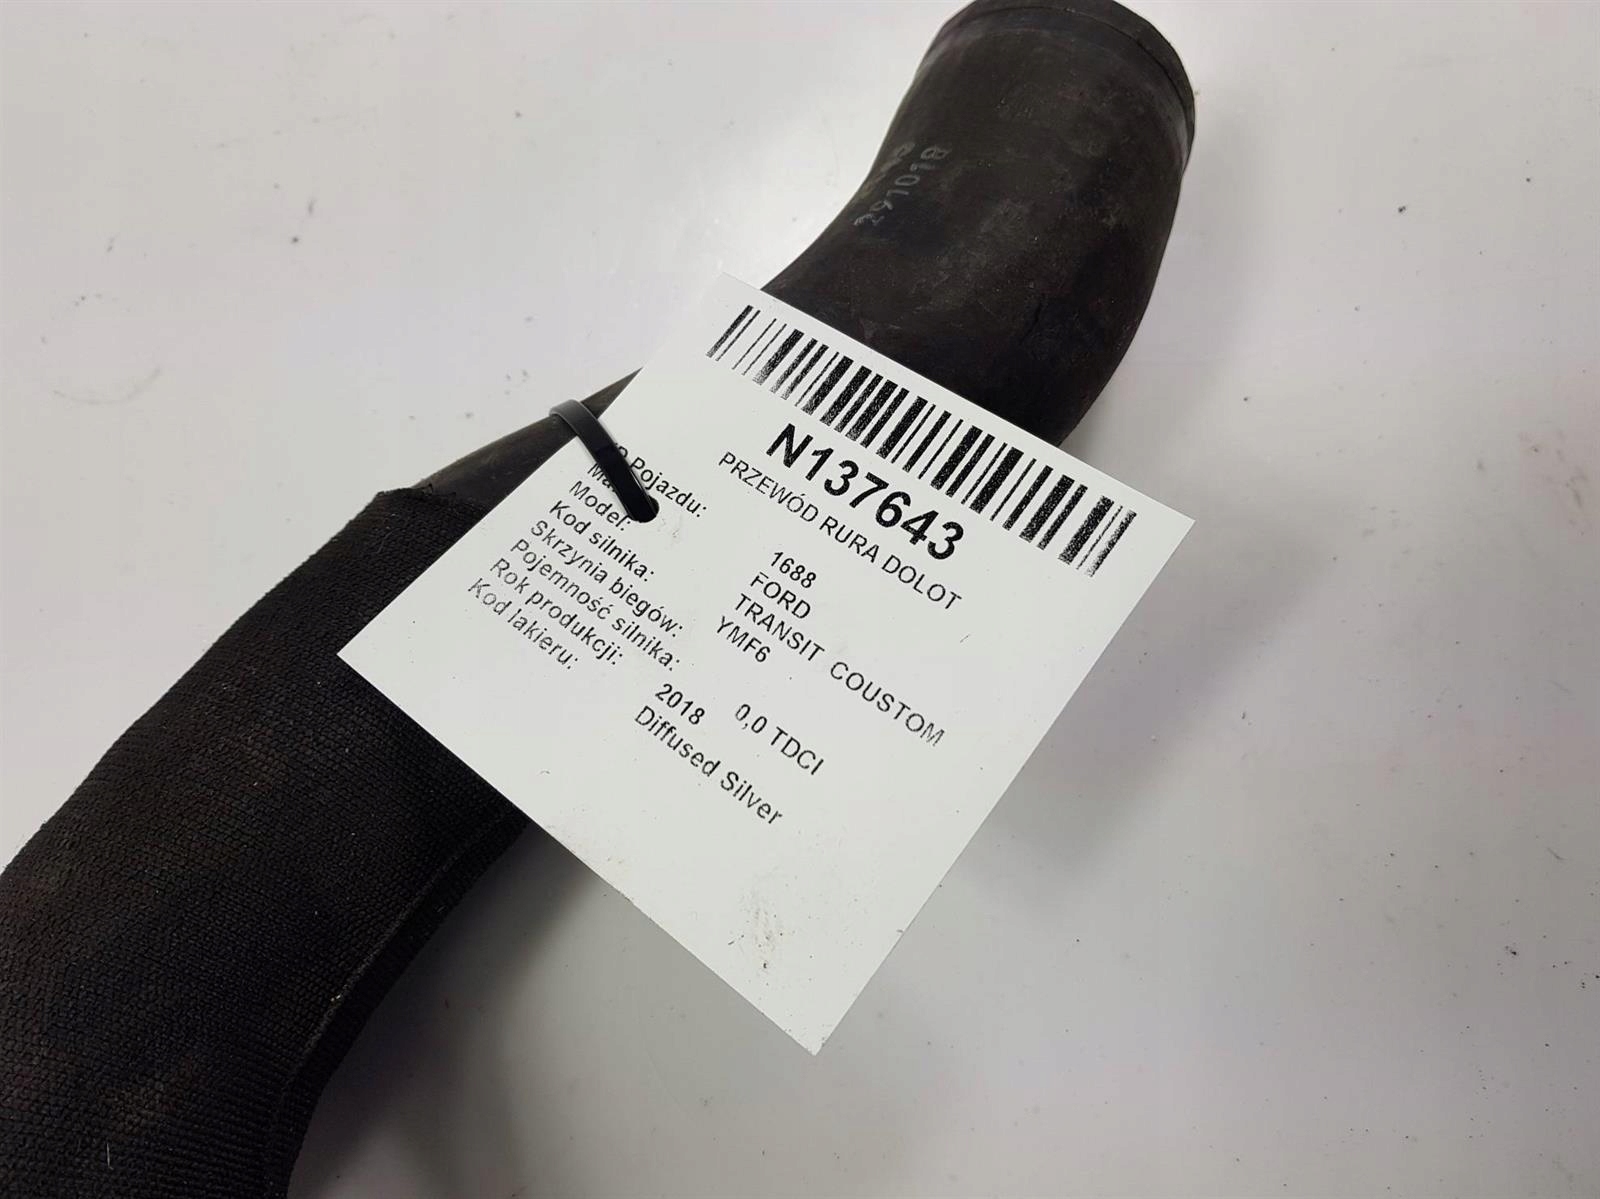 N137643
PRZEWÓD RURA DOLOT
Pojazdu: 1688
FORD
Model: TRANSIT COUSTOM
Kod silnika: YMF6
Skrzynia biegów:
Pojemność silnika: 0,0 TDCI
Rok produkcji: 2018
Kod lakieru: Diffused Silver